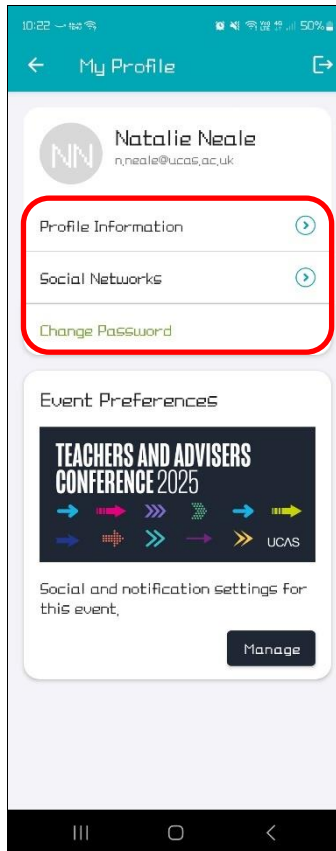 10:22
50%
My Profile
NN
Natalie Neale
n.neale@ucas.ac.uk
Profile Information
Social Networks
Change Password
Event Preferences
TEACHERS AND ADVISERS
CONFERENCE 2025
UCAS
Social and notification settings for
this event.
Manage